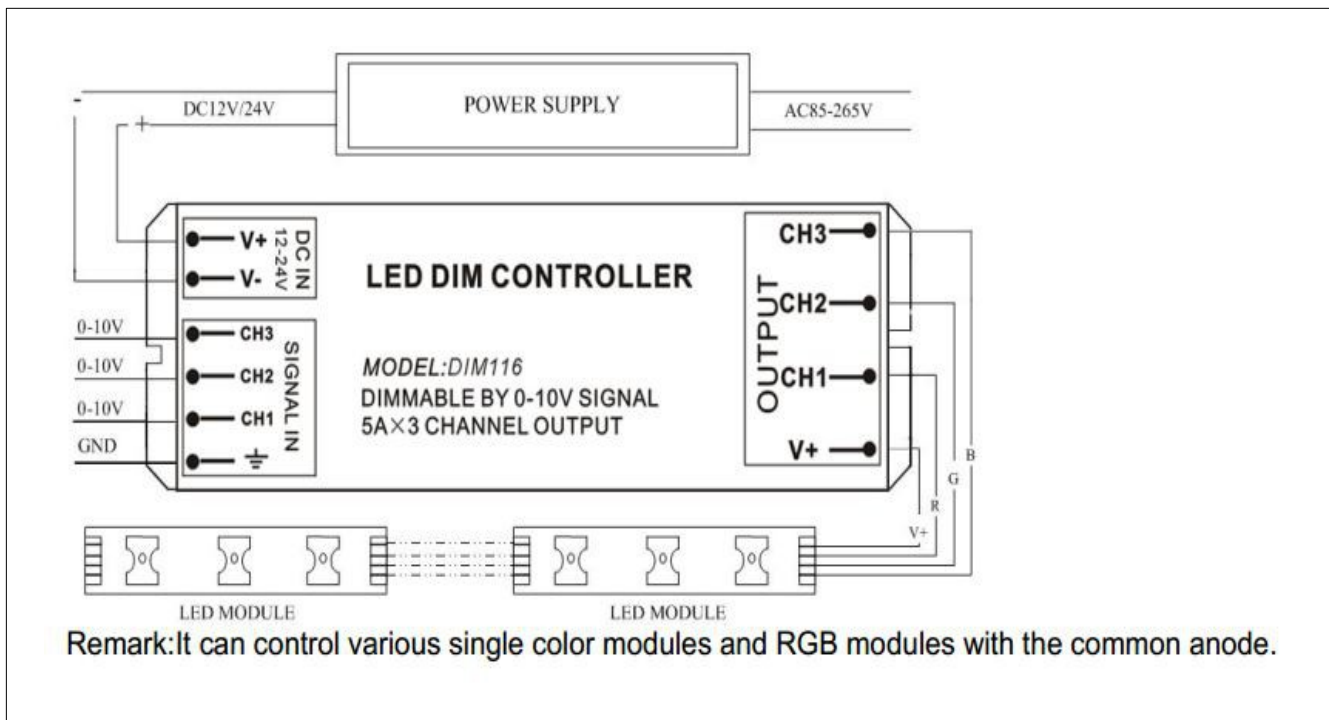 POWER SUPPLY
-
DC12V/24V
+
AC85-265V
V+
V-
DC IN
12-24V
0-10V
0-10V
0-10V
GND
CH3
CH2
CH1
SIGNAL IN
LED DIM CONTROLLER
MODEL:DIM116
DIMMABLE BY 0-10V SIGNAL
5A×3 CHANNEL OUTPUT
OUTPUT
CH3
CH2
CH1
V+
B
G
R
V+
LED MODULE
LED MODULE
Remark:It can control various single color modules and RGB modules with the common anode.